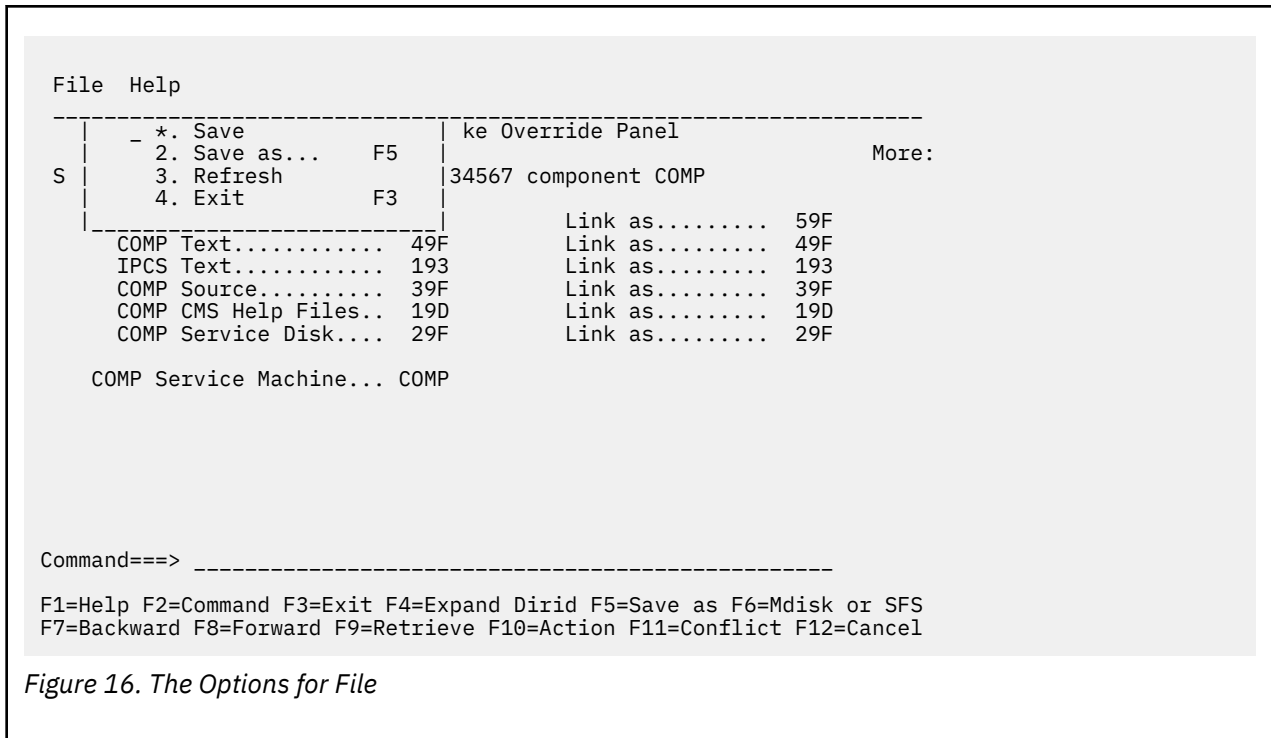 File  Help
____________________________________________________________________
|   _ *. Save               | ke Override Panel
|     2. Save as...    F5   |                                 More:
S |     3. Refresh            |34567 component COMP
|     4. Exit          F3   |
|___________________________|         Link as......... 59F
COMP Text............ 49F         Link as......... 49F
IPCS Text............ 193         Link as......... 193
COMP Source.......... 39F         Link as......... 39F
COMP CMS Help Files.. 19D         Link as......... 19D
COMP Service Disk.... 29F         Link as......... 29F
COMP Service Machine... COMP
Command===> __________________________________________________
F1=Help F2=Command F3=Exit F4=Expand Dirid F5=Save as F6=Mdisk or SFS
F7=Backward F8=Forward F9=Retrieve F10=Action F11=Conflict F12=Cancel
Figure 16. The Options for File